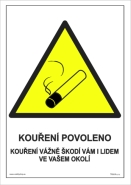 KOUŘENÍ POVOLENO
KOUŘENÍ VÁŽNĚ ŠKODÍ VÁM I LIDEM
VE VAŠEM OKOLÍ